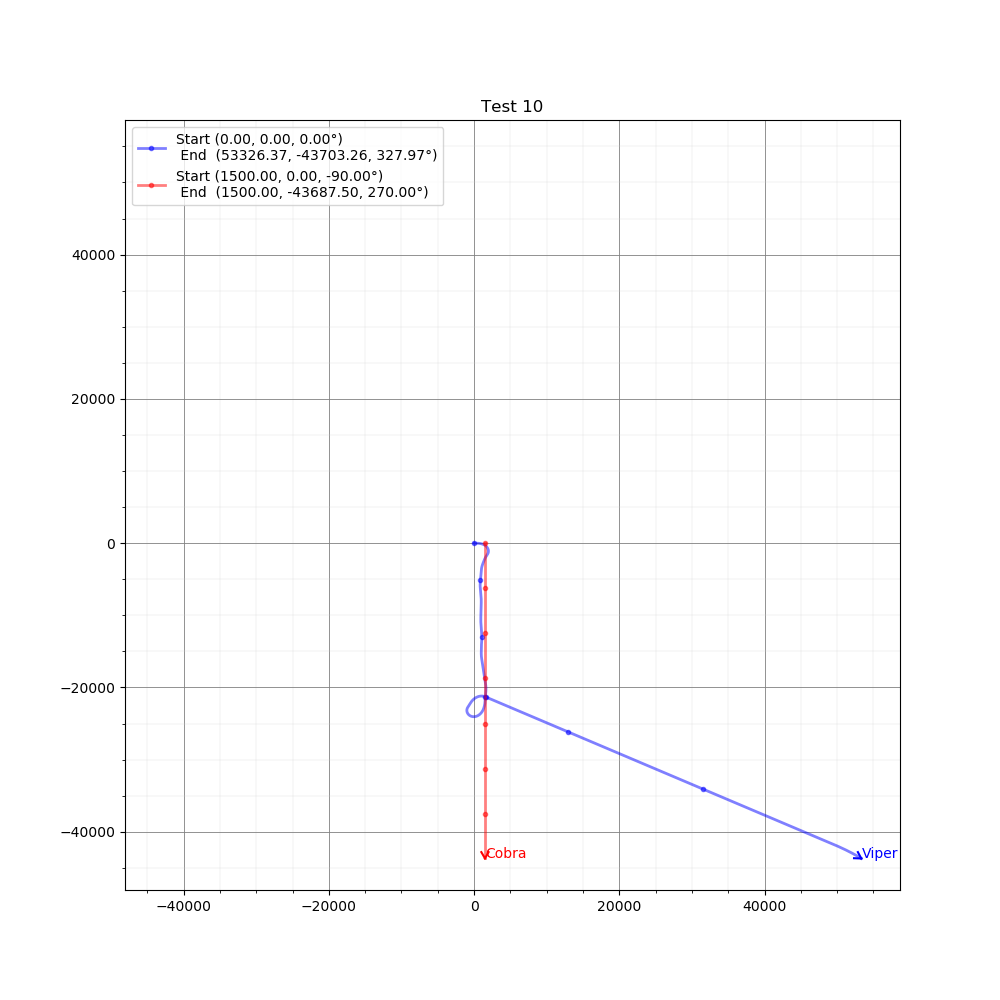 Test 10
Start (0.00, 0.00, 0.00°)
End (53326.37, -43703.26, 327.97°)
Start (1500.00, 0.00, -90.00°)
End (1500.00, -43687.50, 270.00°)
40000
20000
0
−20000
−40000
Cobra
Viper
−40000
−20000
0
20000
40000